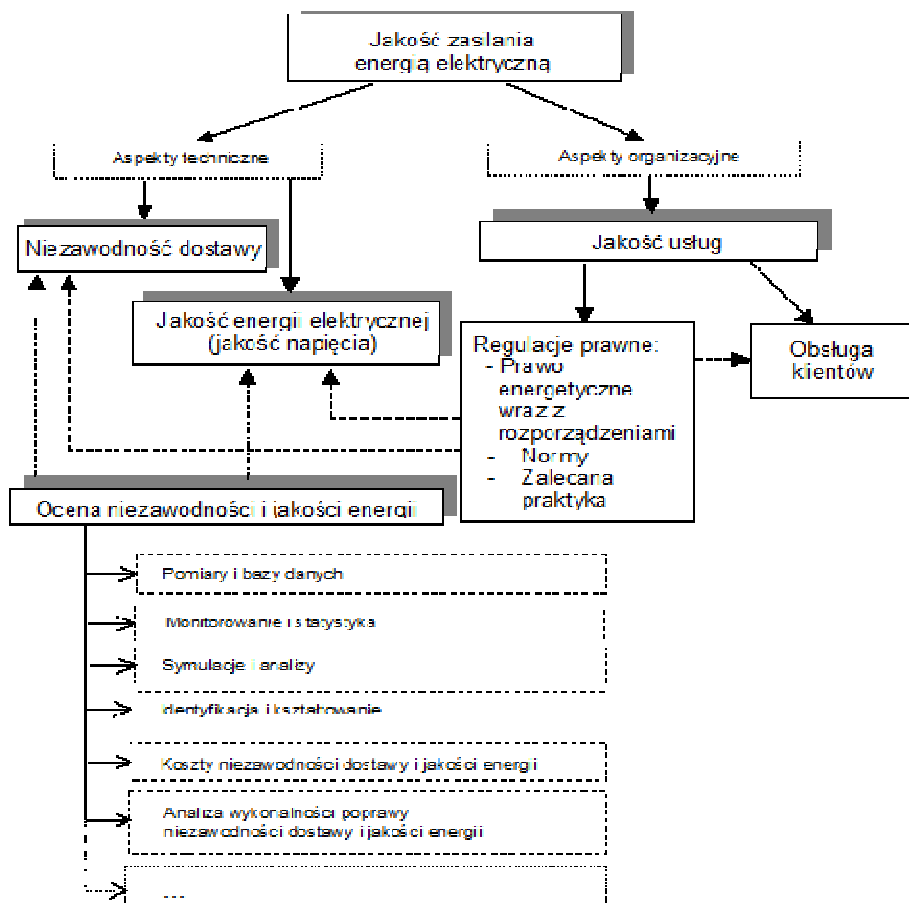 Jakość zasilania
energią elektryczną
Aspekty techniczne
Aspekty organizacyjne
Niezawodność dostawy
Jakość usług
Jakość energii elektrycznej
(jakość napięcia)
Regulacje prawne:
- Prawo
energetyczne
wraz z
rozporządzeniami
- Normy
- Zalecana
praktyka
Obsługa
klientów
Ocena niezawodności i jakości energii
Pomiary i bazy danych
Monitorowanie i statystyka
Symulacje i analizy
Identyfikacja i kształtowanie
Koszty niezawodności dostawy i jakości energii
Analiza wykonalności poprawy
niezawodności dostawy i jakości energii
...